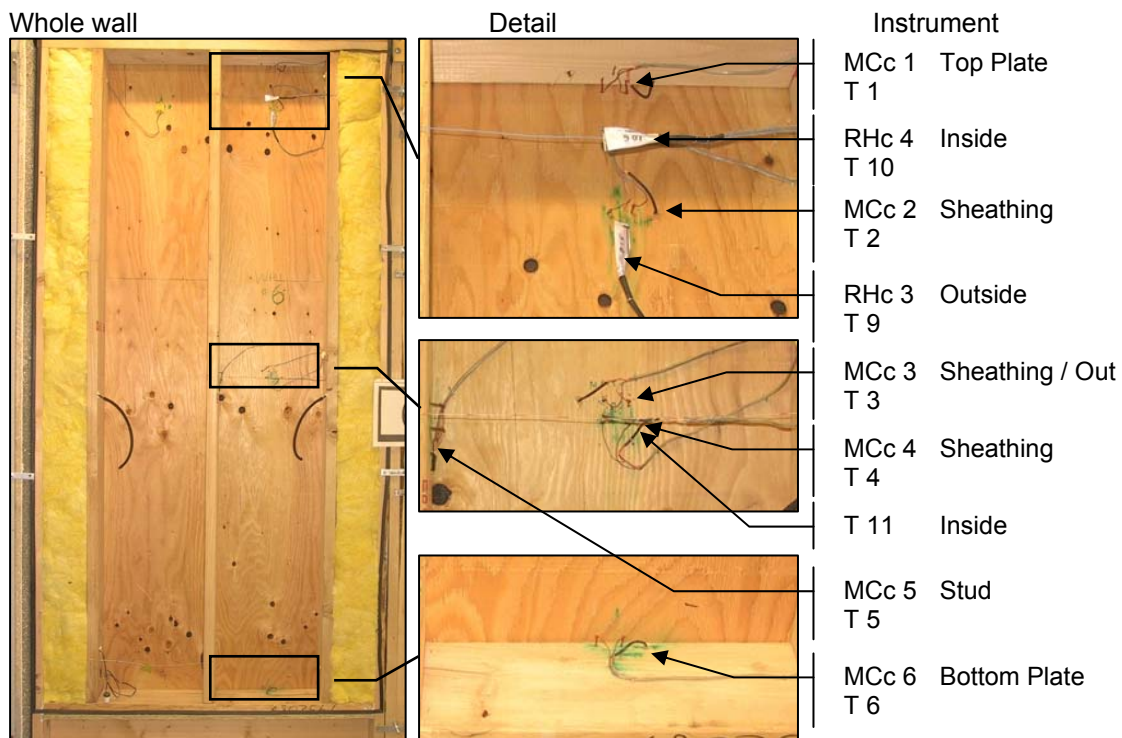 Whole wall
Detail
Instrument
MCc 1 Top Plate
T 1
RHc 4 Inside
T 10
MCc 2 Sheathing
T 2
RHc 3 Outside
T 9
MCc 3 Sheathing / Out
T 3
MCc 4 Sheathing
T 4
T 11 Inside
MCc 5 Stud
T 5
MCc 6 Bottom Plate
T 6